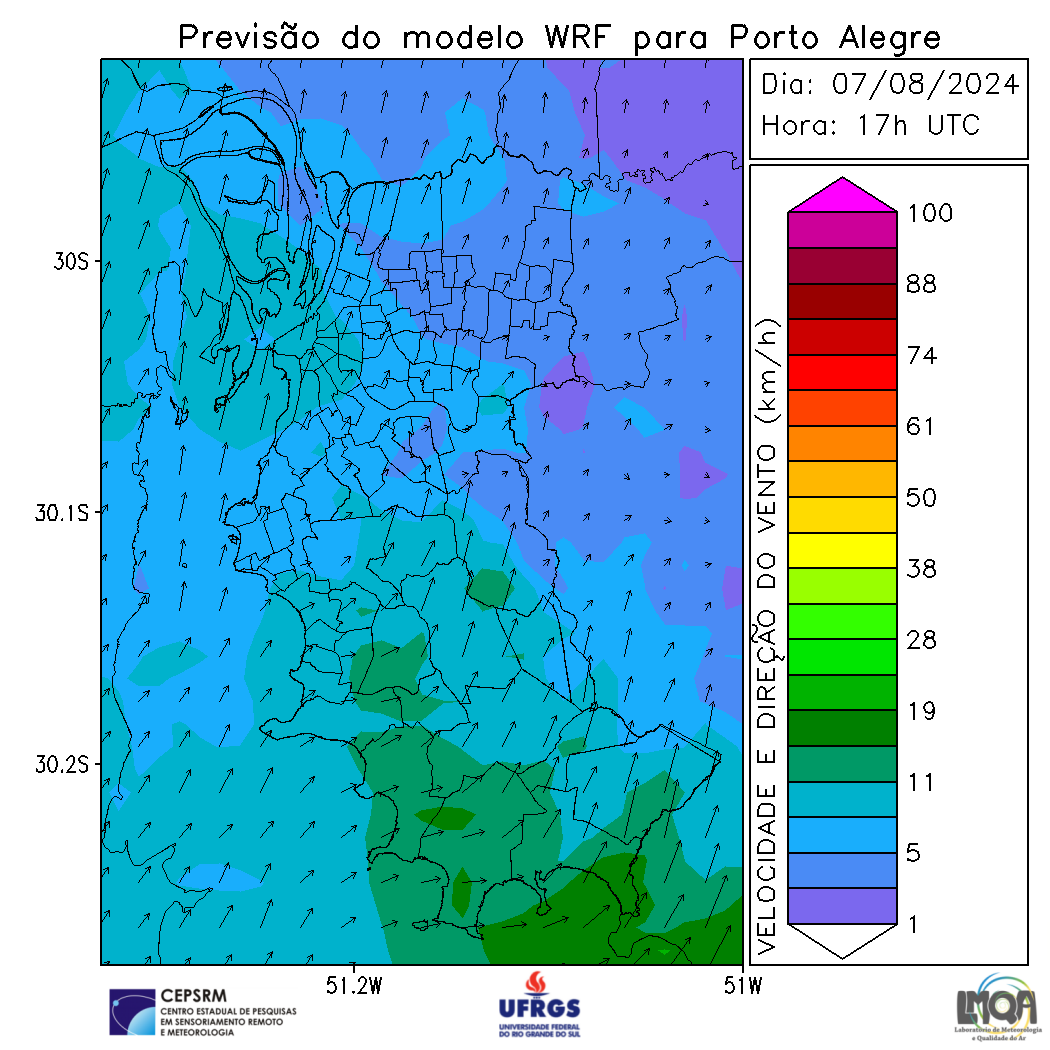 Previsão do modelo WRF para Porto Alegre
Dia: 07/08/2024
Hora: 17h UTC
30S
30.1S
30.2S
51.2W
51W
VELOCIDADE E DIREÇÃO DO VENTO (km/h)
100
88
74
61
50
38
28
19
11
5
1
CEPSRM
CENTRO ESTADUAL DE PESQUISAS
EM SENSORIAMENTO REMOTO
E METEOROLOGIA
UFRGS
UNIVERSIDADE FEDERAL
DO RIO GRANDE DO SUL
LMQA
Laboratório de Meteorologia
e Qualidade do Ar